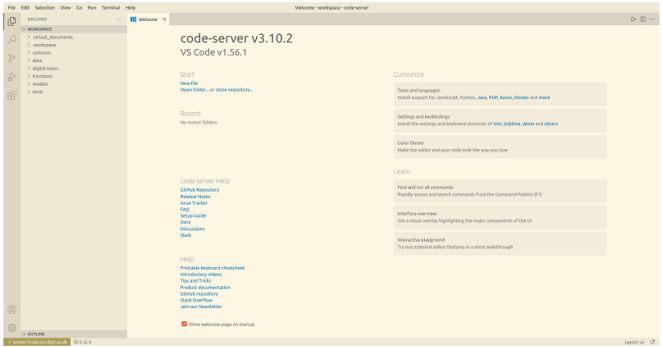 File Edit Selection View Go Run Terminal Help
Welcome - workspace - code-server
EXPLORER
WORKSPACE
.virtual_documents
.workspace
common
data
digital twins
functions
models
tools
OUTLINE
Welcome
code-server v3.10.2
VS Code v1.56.1
Start
New File
Open folder... or clone repository...
Recent
No recent folders
code-server Help
GitHub Repository
Release Notes
Issue Tracker
FAQ
Setup Guide
Docs
Discussions
Slack
Help
Printable keyboard cheatsheet
Introductory videos
Tips and Tricks
Product documentation
GitHub repository
Stack Overflow
Join our Newsletter
Show welcome page on startup
Customize
Tools and languages
Install support for JavaScript, Python, Java, PHP, Azure, Docker and more
Settings and keybindings
Install the settings and keyboard shortcuts of Vim, Sublime, Atom and others
Color theme
Make the editor and your code look the way you love
Learn
Find and run all commands
Rapidly access and search commands from the Command Palette (F1)
Interface overview
Get a visual overlay highlighting the major components of the UI
Interactive playground
Try out essential editor features in a short walkthrough
0 0
Layout: us